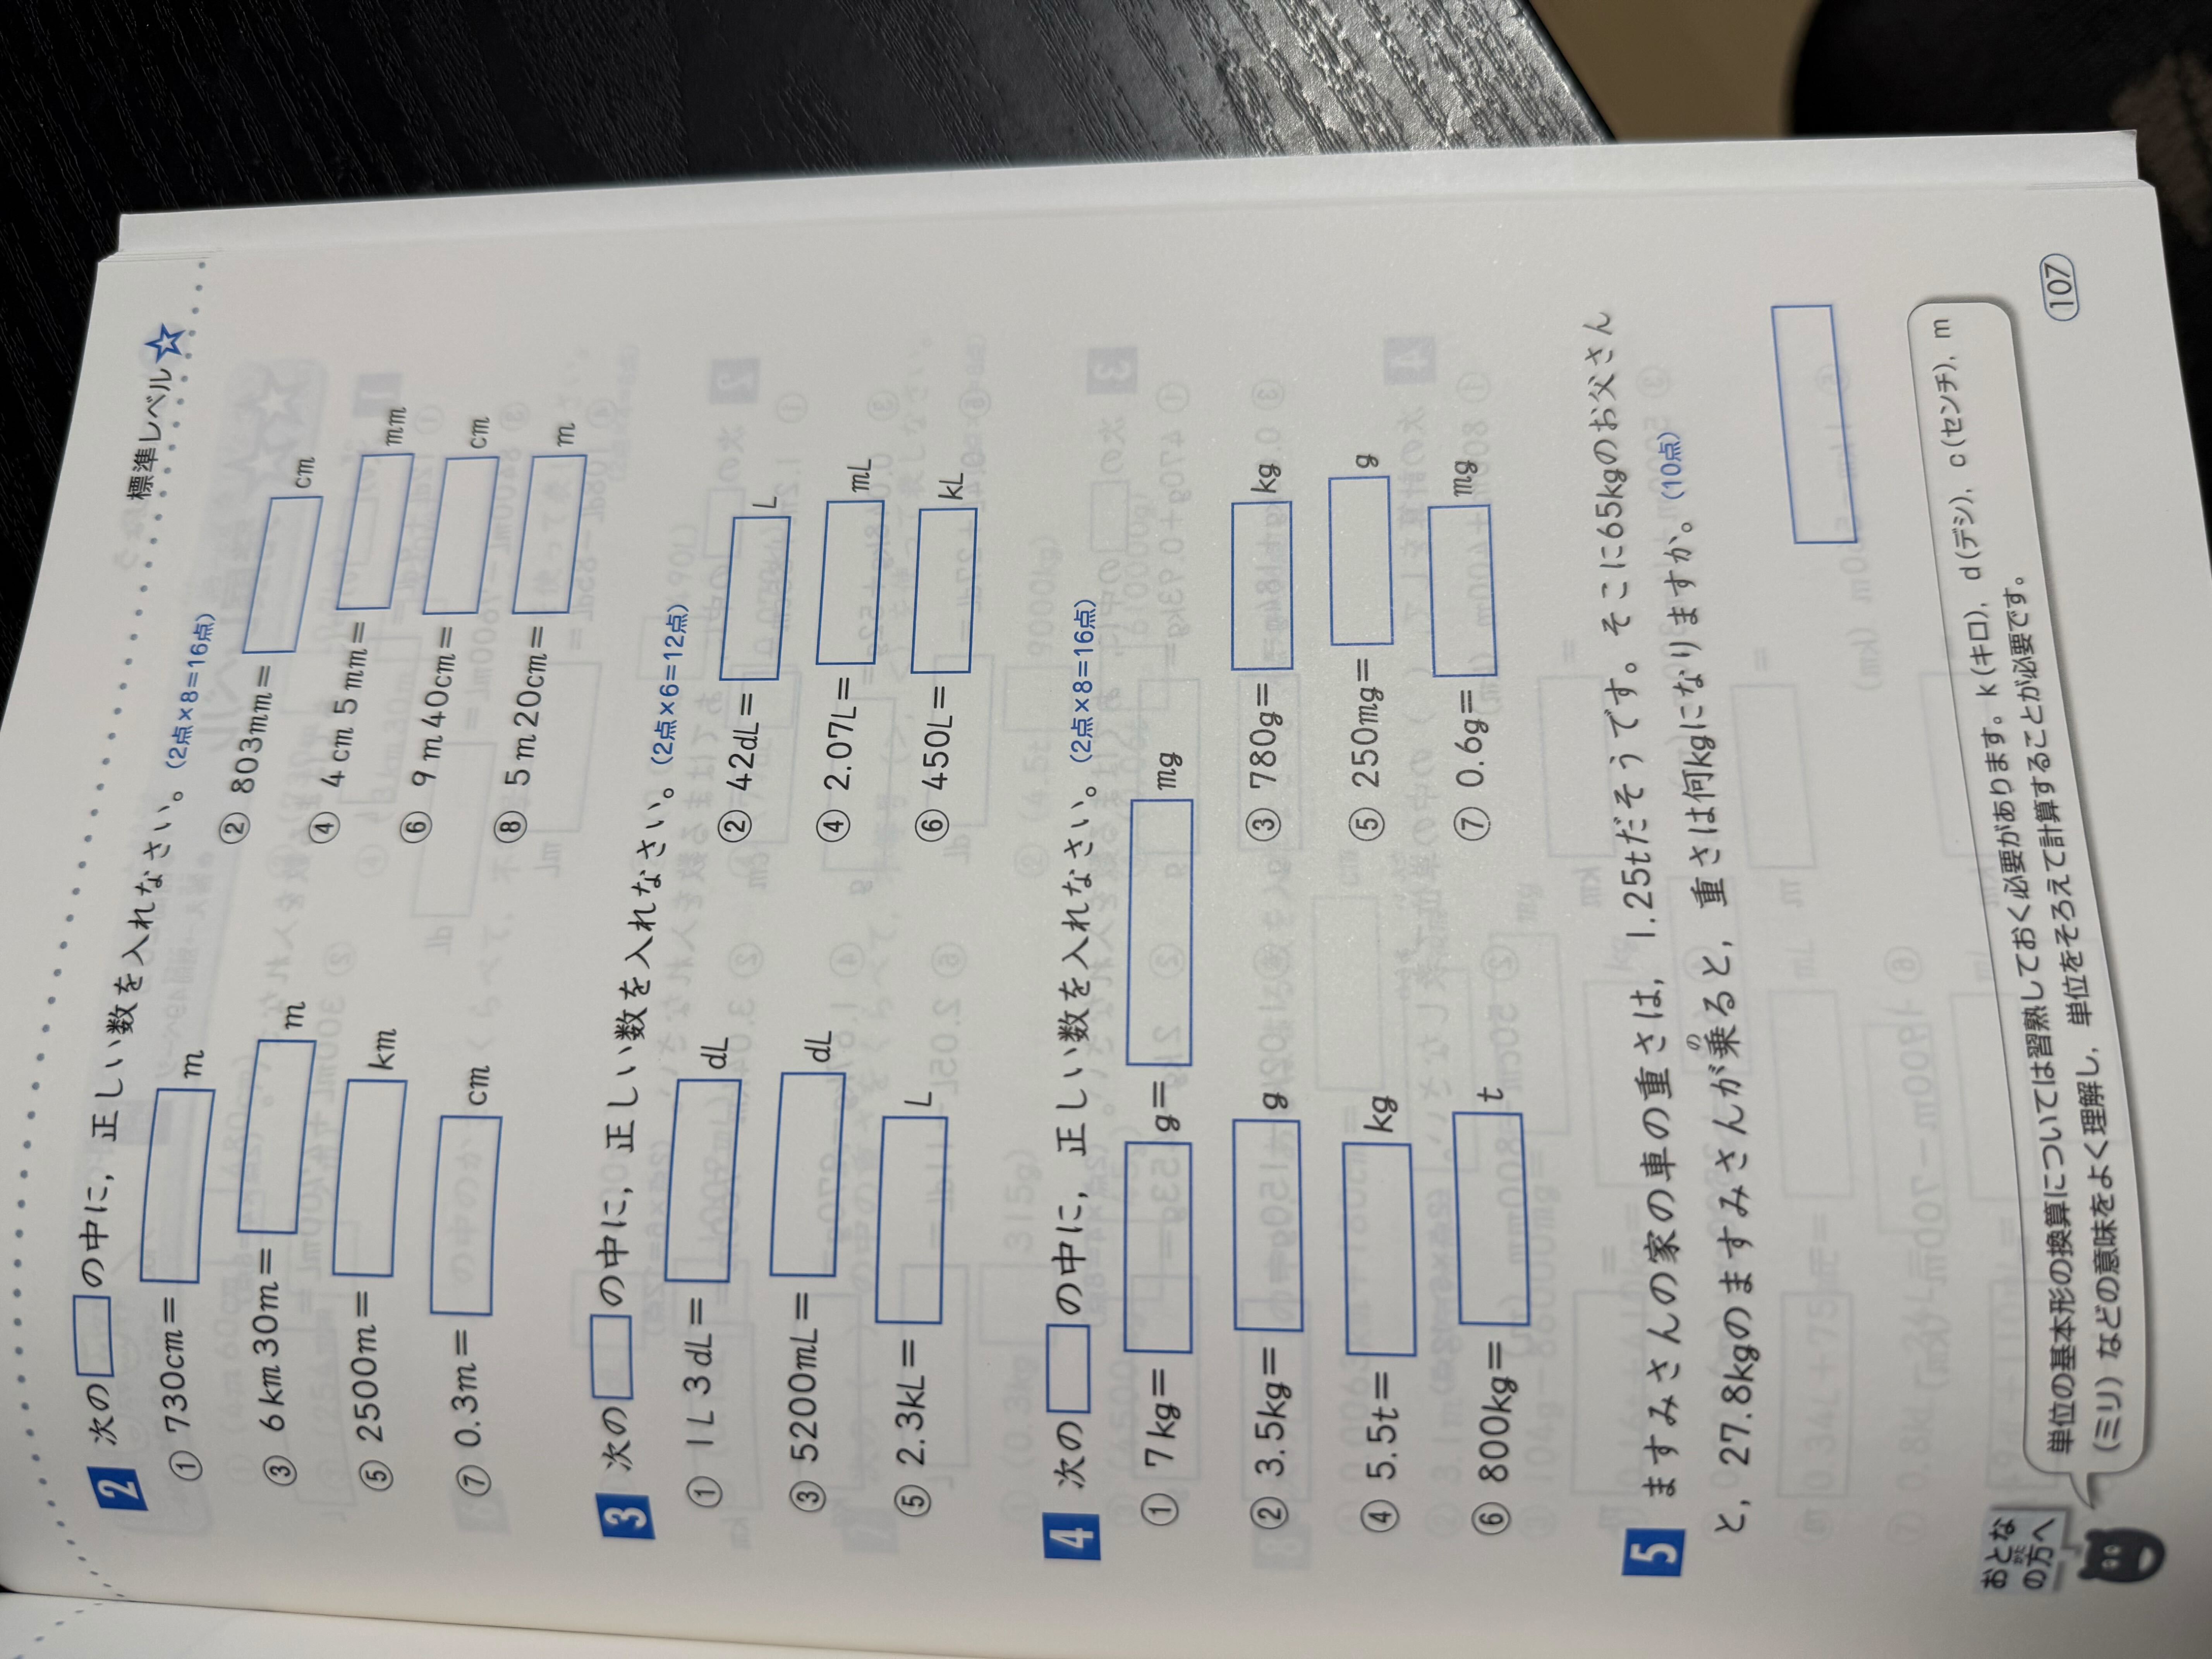 標準レベル☆
2 次の□の中に，正しい数を入れなさい。(2点×8=16点)
① 730cm=□m ② 803mm=□cm
③ 6km30m=□m ④ 4cm5mm=□mm
⑤ 2500m=□km ⑥ 9m40cm=□cm
⑦ 0.3m=□cm ⑧ 5m20cm=□m
3 次の□の中に，正しい数を入れなさい。(2点×6=12点)
① 1L3dL=□dL ② 42dL=□L
③ 5200mL=□dL ④ 2.07L=□mL
⑤ 2.3kL=□L ⑥ 450L=□kL
4 次の□の中に，正しい数を入れなさい。(2点×8=16点)
① 7kg=□g=□mg
② 3.5kg=□g ③ 780g=□kg
④ 5.5t=□kg ⑤ 250mg=□g
⑥ 800kg=□t ⑦ 0.6g=□mg
5 ますみさんの家の車の重さは，1.25tだそうです。そこに65kgのお父さん
と，27.8kgのますみさんが乗(の)ると，重さは何kgになりますか。(10点)
おとなの方へ
単位の基本形の換算については習熟しておく必要があります。k(キロ)，d(デシ)，c(センチ)，m
(ミリ)などの意味をよく理解し，単位をそろえて計算することが必要です。
107